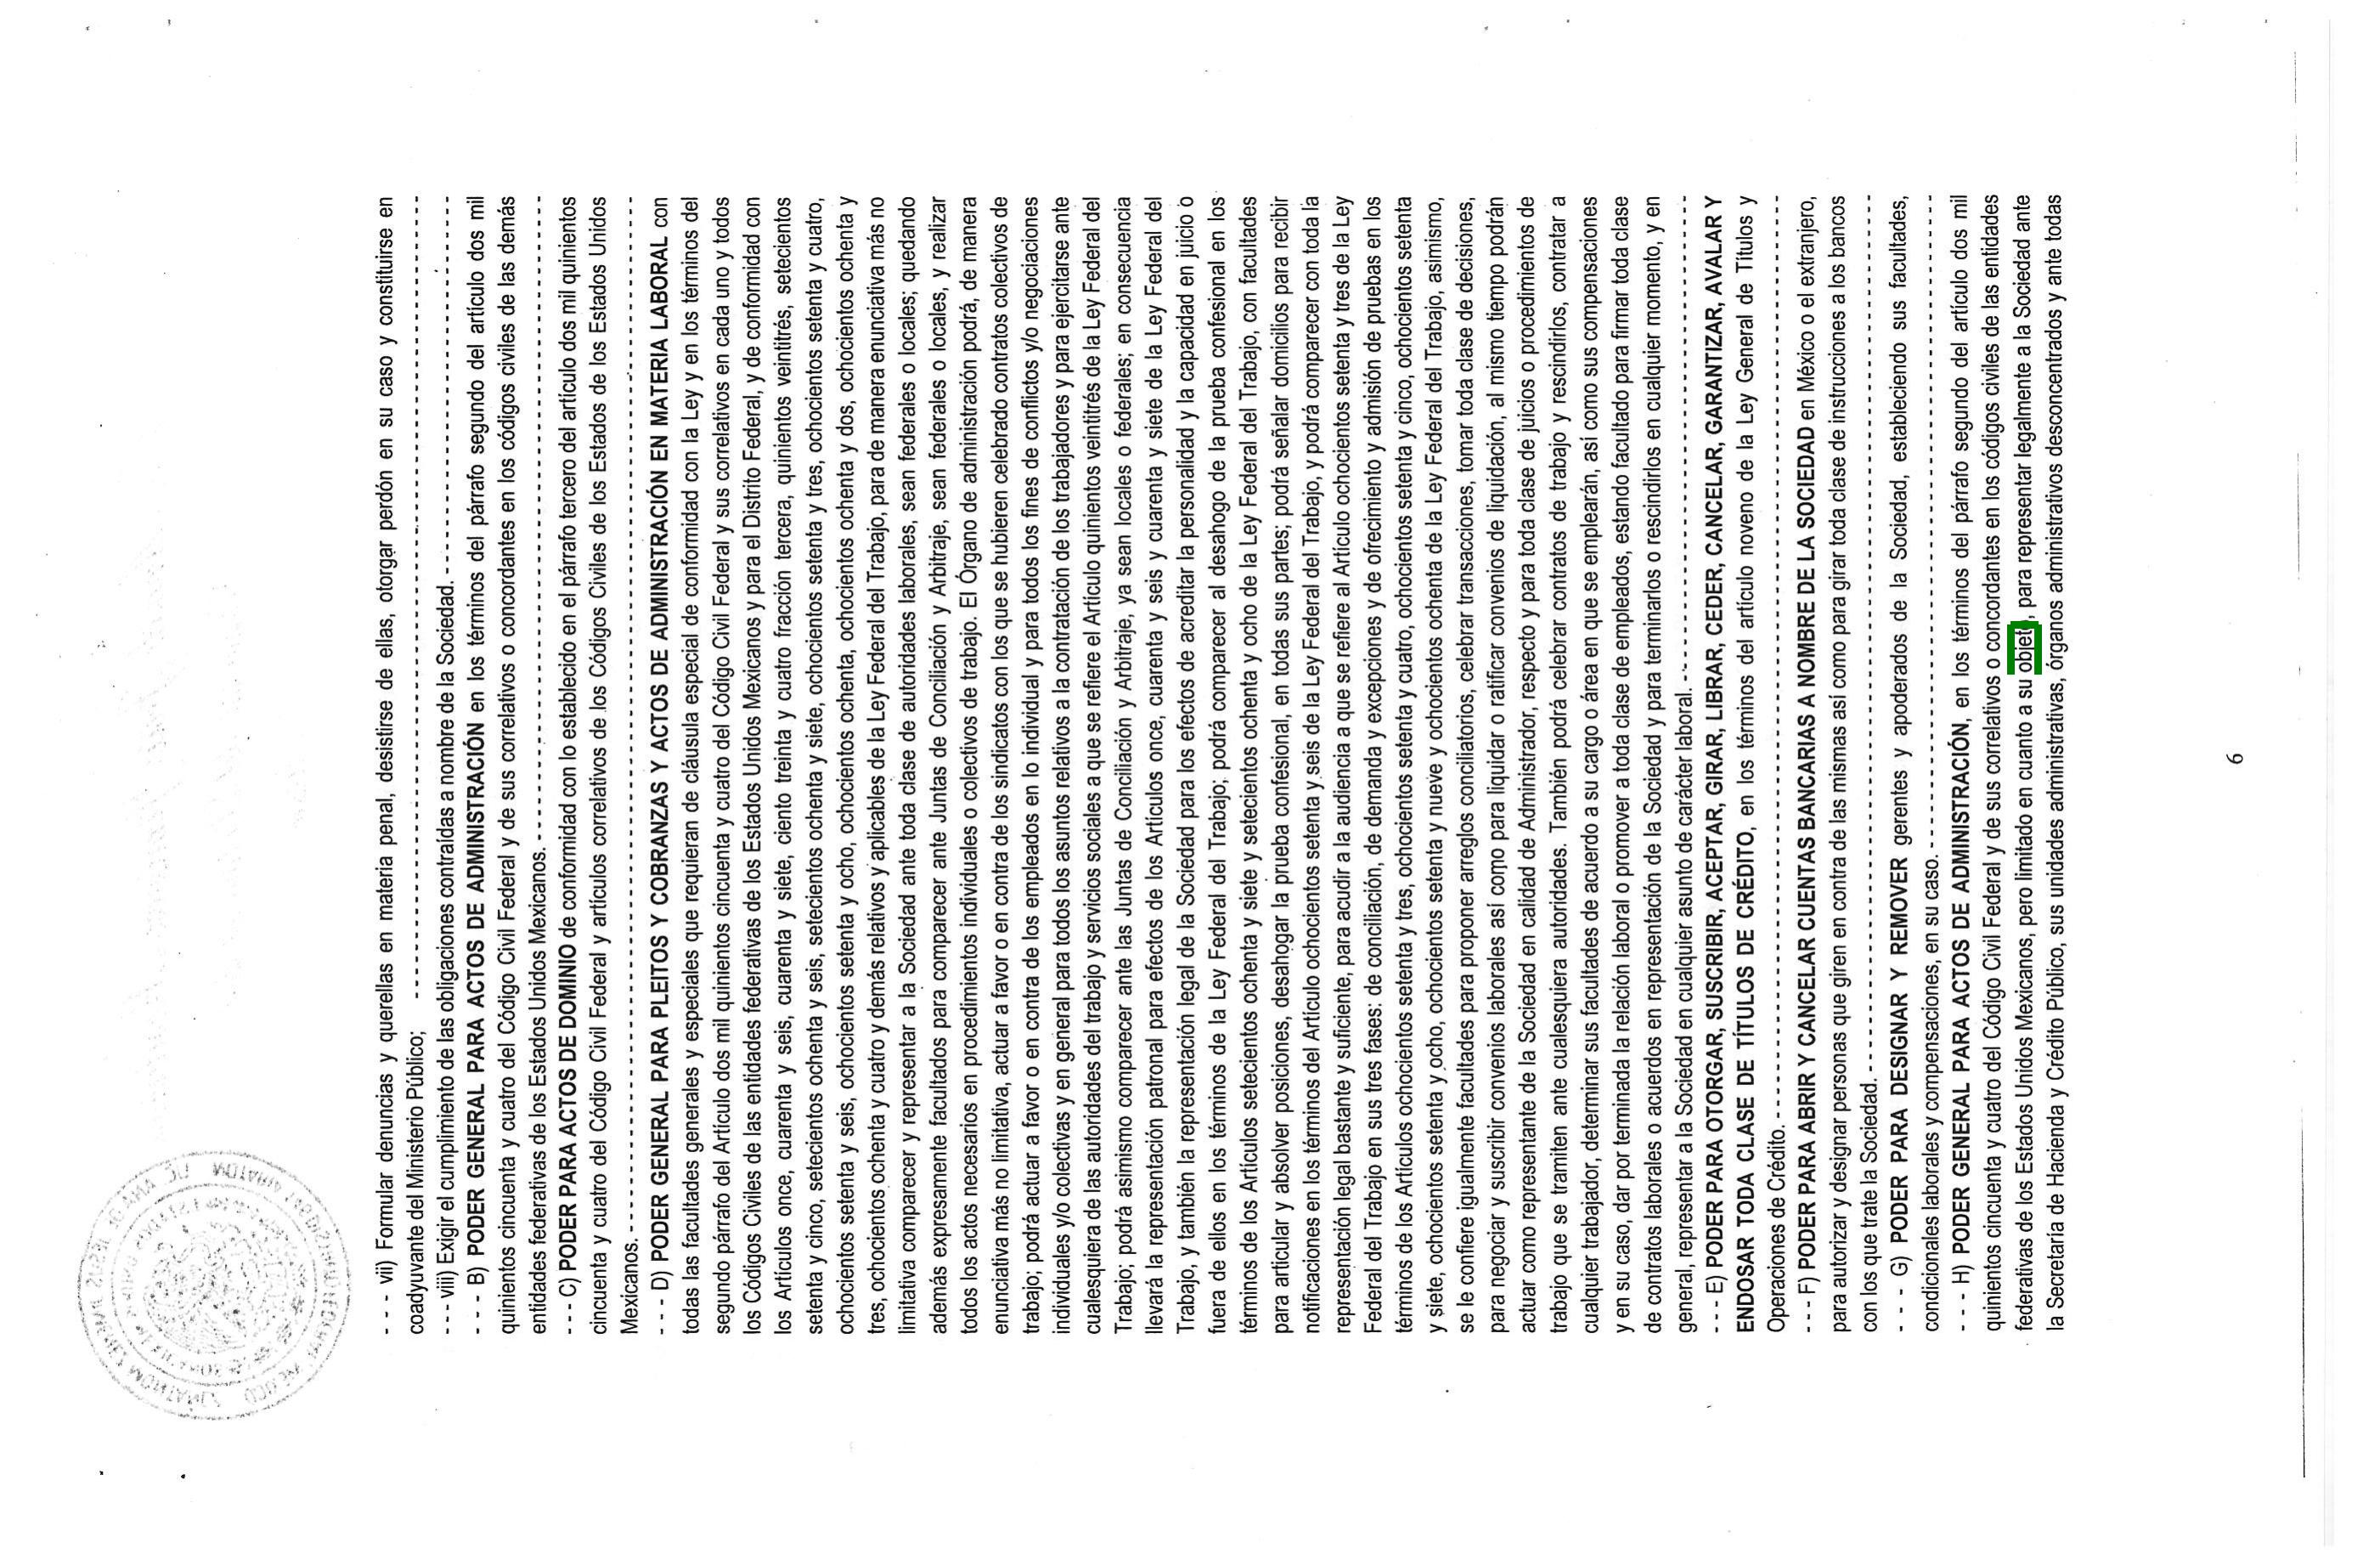 - - - vii) Formular denuncias y querellas en materia penal, desistirse de ellas, otorgar perdón en su caso y constituirse en
coadyuvante del Ministerio Público; - - - - - - - - - - - - - - - - - - - - - - - - - - - - - - - - - - - - - - - -
- - - viii) Exigir el cumplimiento de las obligaciones contraídas a nombre de la Sociedad. - - - - - - - - - - - - - - - - - - - -
- - - B) PODER GENERAL PARA ACTOS DE ADMINISTRACIÓN en los términos del párrafo segundo del artículo dos mil
quinientos cincuenta y cuatro del Código Civil Federal y de sus correlativos o concordantes en los códigos civiles de las demás
entidades federativas de los Estados Unidos Mexicanos. - - - - - - - - - - - - - - - - - - - - - - - - - - - - - - - - - - -
- - - C) PODER PARA ACTOS DE DOMINIO de conformidad con lo establecido en el párrafo tercero del artículo dos mil quinientos
cincuenta y cuatro del Código Civil Federal y artículos correlativos de los Códigos Civiles de los Estados de los Estados Unidos
Mexicanos. - - - - - - - - - - - - - - - - - - - - - - - - - - - - - - - - - - - - - - - - - - - - - - - - - - - -
- - - D) PODER GENERAL PARA PLEITOS Y COBRANZAS Y ACTOS DE ADMINISTRACIÓN EN MATERIA LABORAL con
todas las facultades generales y especiales que requieran de cláusula especial de conformidad con la Ley y en los términos del
segundo párrafo del Artículo dos mil quinientos cincuenta y cuatro del Código Civil Federal y sus correlativos en cada uno y todos
los Códigos Civiles de las entidades federativas de los Estados Unidos Mexicanos y para el Distrito Federal, y de conformidad con
los Artículos once, cuarenta y seis, cuarenta y siete, ciento treinta y cuatro fracción tercera, quinientos veintitrés, setecientos
setenta y cinco, setecientos ochenta y seis, setecientos ochenta y siete, ochocientos setenta y tres, ochocientos setenta y cuatro,
ochocientos setenta y seis, ochocientos setenta y ocho, ochocientos ochenta, ochocientos ochenta y dos, ochocientos ochenta y
tres, ochocientos ochenta y cuatro y demás relativos y aplicables de la Ley Federal del Trabajo, para de manera enunciativa más no
limitativa comparecer y representar a la Sociedad ante toda clase de autoridades laborales, sean federales o locales; quedando
además expresamente facultados para comparecer ante Juntas de Conciliación y Arbitraje, sean federales o locales, y realizar
todos los actos necesarios en procedimientos individuales o colectivos de trabajo. El Órgano de administración podrá, de manera
enunciativa más no limitativa, actuar a favor o en contra de los sindicatos con los que se hubieren celebrado contratos colectivos de
trabajo; podrá actuar a favor o en contra de los empleados en lo individual y para todos los fines de conflictos y/o negociaciones
individuales y/o colectivas y en general para todos los asuntos relativos a la contratación de los trabajadores y para ejercitarse ante
cualesquiera de las autoridades del trabajo y servicios sociales a que se refiere el Artículo quinientos veintitrés de la Ley Federal del
Trabajo; podrá asimismo comparecer ante las Juntas de Conciliación y Arbitraje, ya sean locales o federales; en consecuencia
llevará la representación patronal para efectos de los Artículos once, cuarenta y seis y cuarenta y siete de la Ley Federal del
Trabajo, y también la representación legal de la Sociedad para los efectos de acreditar la personalidad y la capacidad en juicio o
fuera de ellos en los términos de la Ley Federal del Trabajo; podrá comparecer al desahogo de la prueba confesional en los
términos de los Artículos setecientos ochenta y siete y setecientos ochenta y ocho de la Ley Federal del Trabajo, con facultades
para articular y absolver posiciones, desahogar la prueba confesional, en todas sus partes; podrá señalar domicilios para recibir
notificaciones en los términos del Artículo ochocientos setenta y seis de la Ley Federal del Trabajo, y podrá comparecer con toda la
representación legal bastante y suficiente, para acudir a la audiencia a que se refiere al Artículo ochocientos setenta y tres de la Ley
Federal del Trabajo en sus tres fases: de conciliación, de demanda y excepciones y de ofrecimiento y admisión de pruebas en los
términos de los Artículos ochocientos setenta y tres, ochocientos setenta y cuatro, ochocientos setenta y cinco, ochocientos setenta
y siete, ochocientos setenta y ocho, ochocientos setenta y nueve y ochocientos ochenta de la Ley Federal del Trabajo, asimismo,
se le confiere igualmente facultades para proponer arreglos conciliatorios, celebrar transacciones, tomar toda clase de decisiones,
para negociar y suscribir convenios laborales así como para liquidar o ratificar convenios de liquidación, al mismo tiempo podrán
actuar como representante de la Sociedad en calidad de Administrador, respecto y para toda clase de juicios o procedimientos de
trabajo que se tramiten ante cualesquiera autoridades. También podrá celebrar contratos de trabajo y rescindirlos, contratar a
cualquier trabajador, determinar sus facultades de acuerdo a su cargo o área en que se emplearán, así como sus compensaciones
y en su caso, dar por terminada la relación laboral o promover a toda clase de empleados, estando facultado para firmar toda clase
de contratos laborales o acuerdos en representación de la Sociedad y para terminarlos o rescindirlos en cualquier momento, y en
general, representar a la Sociedad en cualquier asunto de carácter laboral. - - - - - - - - - - - - - - - - - - - - - - - - -
- - - E) PODER PARA OTORGAR, SUSCRIBIR, ACEPTAR, GIRAR, LIBRAR, CEDER, CANCELAR, GARANTIZAR, AVALAR Y
ENDOSAR TODA CLASE DE TÍTULOS DE CRÉDITO, en los términos del artículo noveno de la Ley General de Títulos y
Operaciones de Crédito. - - - - - - - - - - - - - - - - - - - - - - - - - - - - - - - - - - - - - - - - - - - - -
- - - F) PODER PARA ABRIR Y CANCELAR CUENTAS BANCARIAS A NOMBRE DE LA SOCIEDAD en México o el extranjero,
para autorizar y designar personas que giren en contra de las mismas así como para girar toda clase de instrucciones a los bancos
con los que trate la Sociedad. - - - - - - - - - - - - - - - - - - - - - - - - - - - - - - - - - - - - - - - - - -
- - - G) PODER PARA DESIGNAR Y REMOVER gerentes y apoderados de la Sociedad, estableciendo sus facultades,
condicionales laborales y compensaciones, en su caso. - - - - - - - - - - - - - - - - - - - - - - - - - - - - - - - -
- - - H) PODER GENERAL PARA ACTOS DE ADMINISTRACIÓN, en los términos del párrafo segundo del artículo dos mil
quinientos cincuenta y cuatro del Código Civil Federal y de sus correlativos o concordantes en los códigos civiles de las entidades
federativas de los Estados Unidos Mexicanos, pero limitado en cuanto a su objeto, para representar legalmente a la Sociedad ante
la Secretaría de Hacienda y Crédito Público, sus unidades administrativas, órganos administrativos desconcentrados y ante todas
6